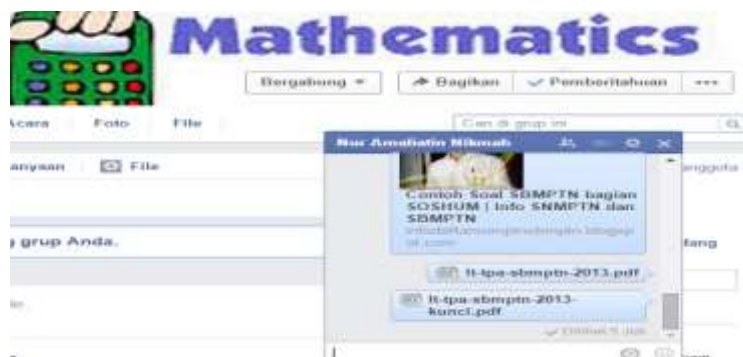 Mathematics
Bergabung
Bagikan
Pemberitahuan
Acara
Foto
File
Cari di grup ini
Nur Amaliatin Nikmah
File
anggota
Contoh Soal SBMPTN bagian
SOSHUM | Info SNMPTN dan
SBMPTN
grup Anda.
lt-tpa-sbmptn-2013.pdf
lt-tpa-sbmptn-2013-
kunci.pdf